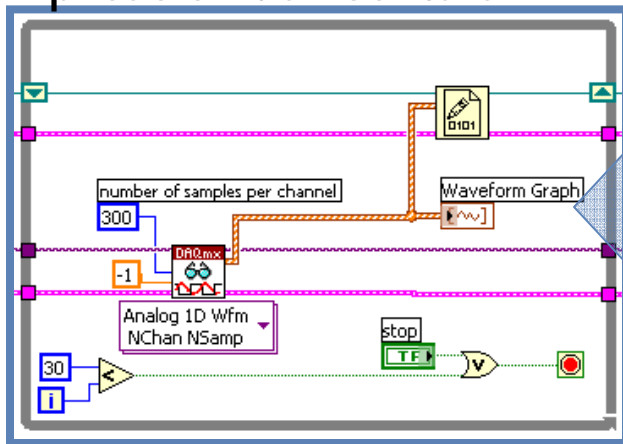 0101
number of samples per channel
Waveform Graph
300
DAQmx
-1
Analog 1D Wfm
NChan NSamp
stop
TF
30
<
V
i